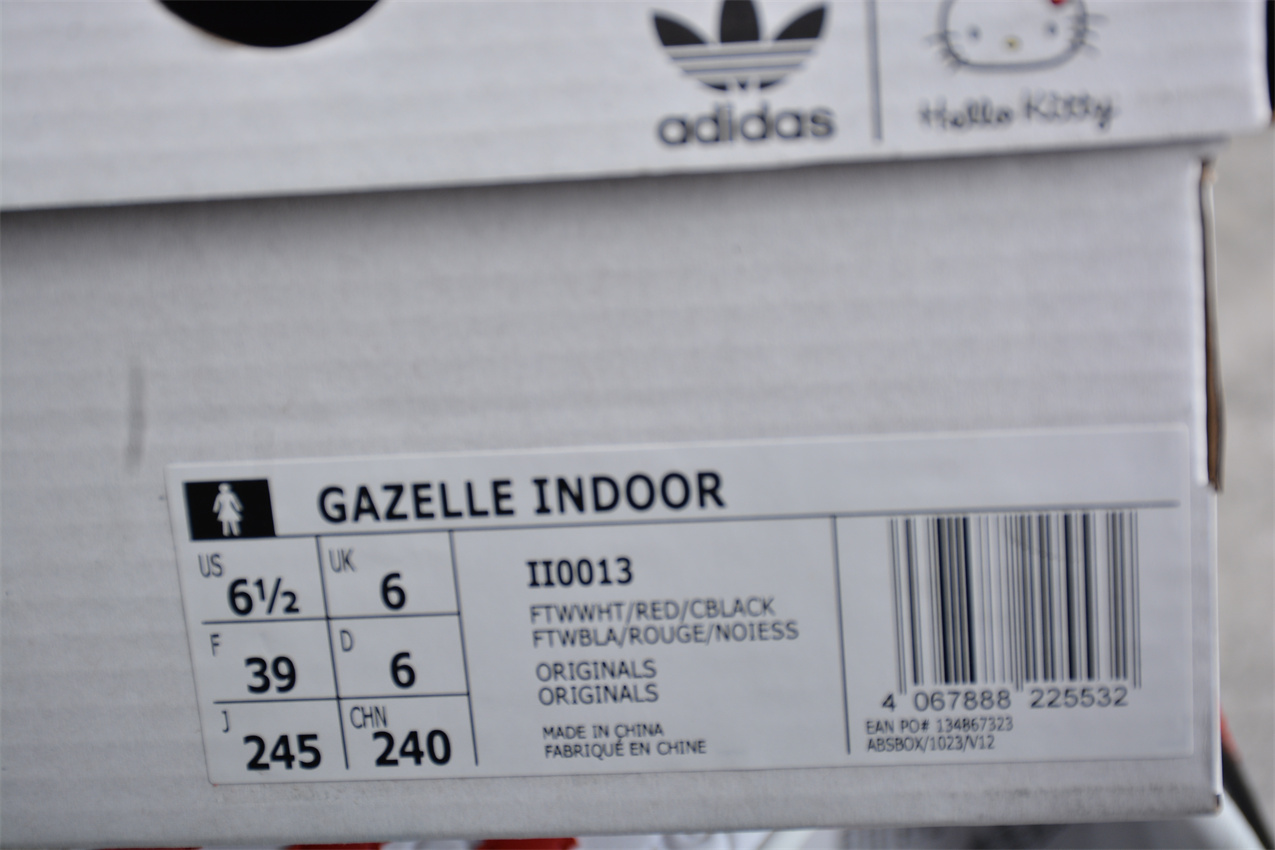 adidas
Hello Kitty
GAZELLE INDOOR
US 6½
UK 6
F 39
D 6
J 245
CHN 240
II0013
FTWWHT/RED/CBLACK
FTWBLA/ROUGE/NOIESS
ORIGINALS
ORIGINALS
MADE IN CHINA
FABRIQUÉ EN CHINE
4 067888 225532
EAN PO# 134867323
ABSBOX/1023/V12